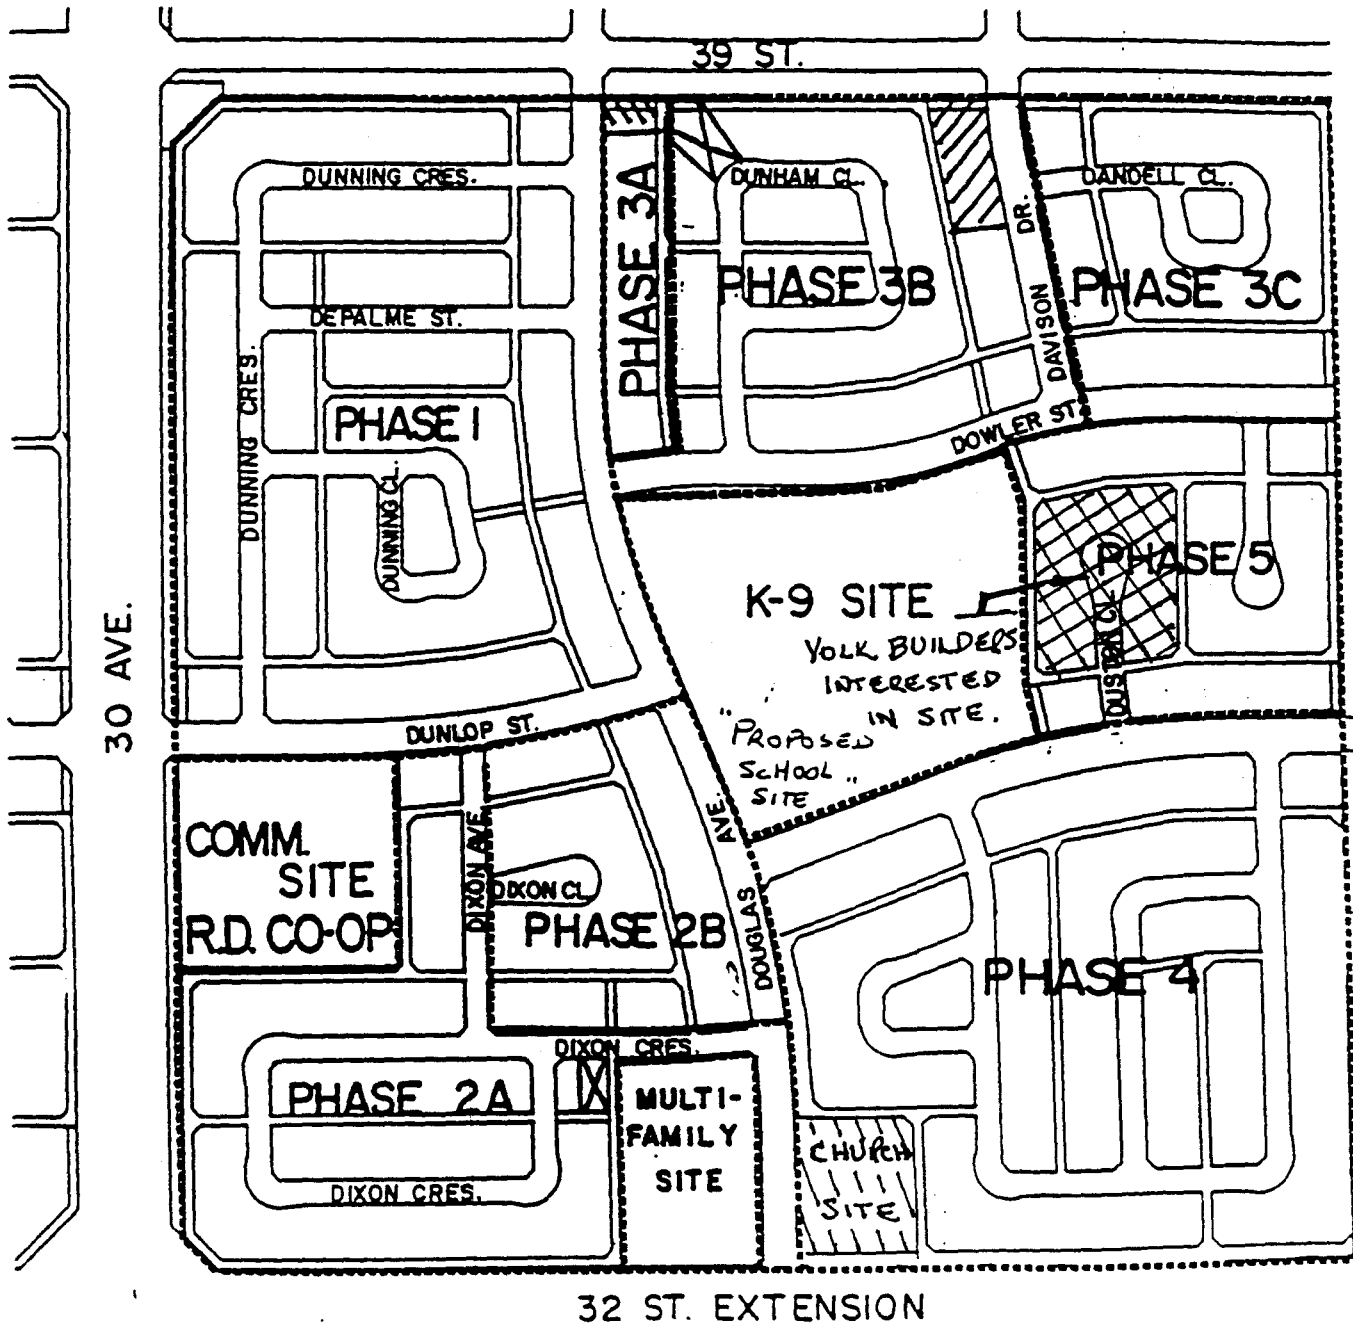 39 ST.
DUNNING CRES.
PHASE 3A
DUNHAM CL.
DR.
DANDELL CL.
PHASE 3B
PHASE 3C
DEPALME ST.
DAVISON
DUNNING CRES.
PHASE 1
DOWLER ST.
DUNNING CL.
PHASE 5
K-9 SITE
YOLK BUILDERS
INTERESTED
IN SITE.
DUSTON CL.
30 AVE.
DUNLOP ST.
"PROPOSED
SCHOOL"
SITE
AVE.
COMM.
SITE
R.D. CO-OP
DIXON AVE.
DIXON CL.
PHASE 2B
DOUGLAS
PHASE 4
DIXON CRES.
PHASE 2A
MULTI-
FAMILY
SITE
CHURCH
SITE
DIXON CRES.
32 ST. EXTENSION